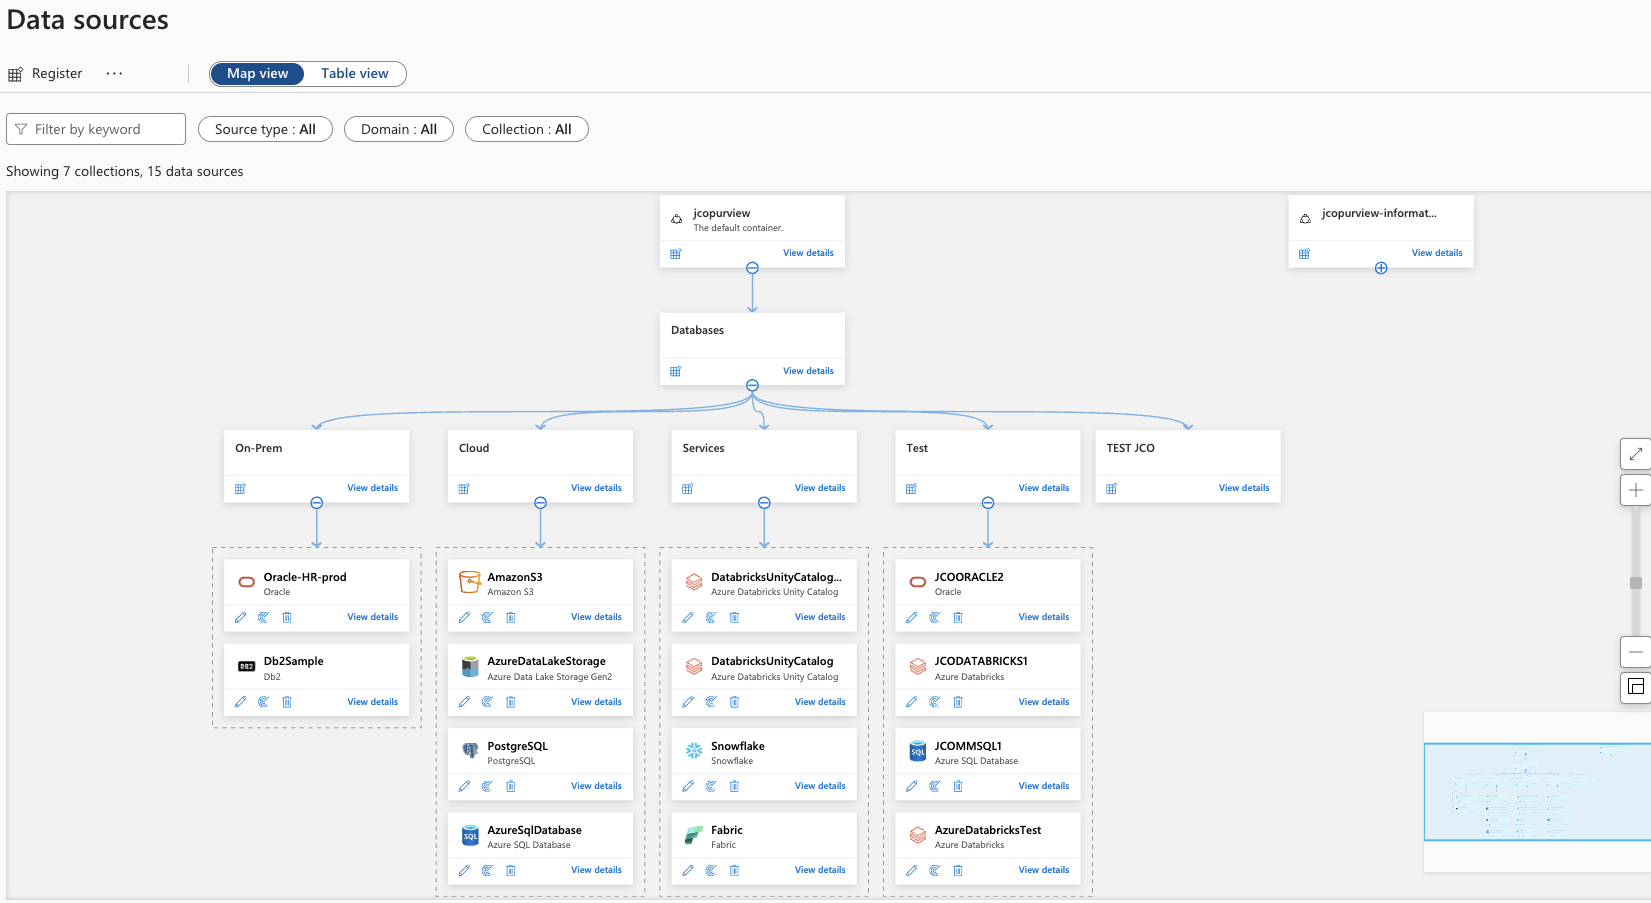 Data sources
Register ···
Map view Table view
Filter by keyword
Source type : All
Domain : All
Collection : All
Showing 7 collections, 15 data sources
jcopurview
The default container.
View details
jcopurview-informat...
View details
Databases
View details
On-Prem
View details
Cloud
View details
Services
View details
Test
View details
TEST JCO
View details
Oracle-HR-prod
Oracle
View details
DB2
Db2Sample
Db2
View details
AmazonS3
Amazon S3
View details
AzureDataLakeStorage
Azure Data Lake Storage Gen2
View details
PostgreSQL
PostgreSQL
View details
SQL
AzureSqlDatabase
Azure SQL Database
View details
DatabricksUnityCatalog...
Azure Databricks Unity Catalog
View details
DatabricksUnityCatalog
Azure Databricks Unity Catalog
View details
Snowflake
Snowflake
View details
Fabric
Fabric
View details
JCOORACLE2
Oracle
View details
JCODATABRICKS1
Azure Databricks
View details
SQL
JCOMMSQL1
Azure SQL Database
View details
AzureDatabricksTest
Azure Databricks
View details